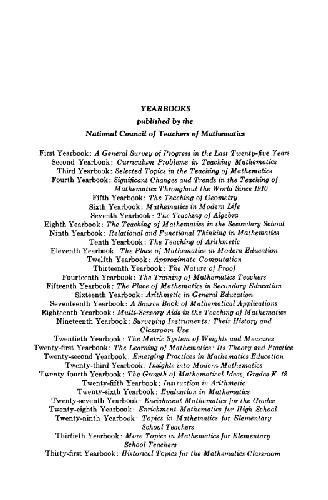 YEARBOOKS
published by the
National Council of Teachers of Mathematics
First Yearbook: A General Survey of Progress in the Last Twenty-five Years
Second Yearbook: Curriculum Problems in Teaching Mathematics
Third Yearbook: Selected Topics in the Teaching of Mathematics
Fourth Yearbook: Significant Changes and Trends in the Teaching of
Mathematics Throughout the World Since 1910
Fifth Yearbook: The Teaching of Geometry
Sixth Yearbook: Mathematics in Modern Life
Seventh Yearbook: The Teaching of Algebra
Eighth Yearbook: The Teaching of Mathematics in the Secondary School
Ninth Yearbook: Relational and Functional Thinking in Mathematics
Tenth Yearbook: The Teaching of Arithmetic
Eleventh Yearbook: The Place of Mathematics in Modern Education
Twelfth Yearbook: Approximate Computation
Thirteenth Yearbook: The Nature of Proof
Fourteenth Yearbook: The Training of Mathematics Teachers
Fifteenth Yearbook: The Place of Mathematics in Secondary Education
Sixteenth Yearbook: Arithmetic in General Education
Seventeenth Yearbook: A Source Book of Mathematical Applications
Eighteenth Yearbook: Multi-Sensory Aids in the Teaching of Mathematics
Nineteenth Yearbook: Surveying Instruments: Their History and
Classroom Use
Twentieth Yearbook: The Metric System of Weights and Measures
Twenty-first Yearbook: The Learning of Mathematics: Its Theory and Practice
Twenty-second Yearbook: Emerging Practices in Mathematics Education
Twenty-third Yearbook: Insights into Modern Mathematics
Twenty-fourth Yearbook: The Growth of Mathematical Ideas, Grades K-12
Twenty-fifth Yearbook: Instruction in Arithmetic
Twenty-sixth Yearbook: Evaluation in Mathematics
Twenty-seventh Yearbook: Enrichment Mathematics for the Grades
Twenty-eighth Yearbook: Enrichment Mathematics for High School
Twenty-ninth Yearbook: Topics in Mathematics for Elementary
School Teachers
Thirtieth Yearbook: More Topics in Mathematics for Elementary
School Teachers
Thirty-first Yearbook: Historical Topics for the Mathematics Classroom